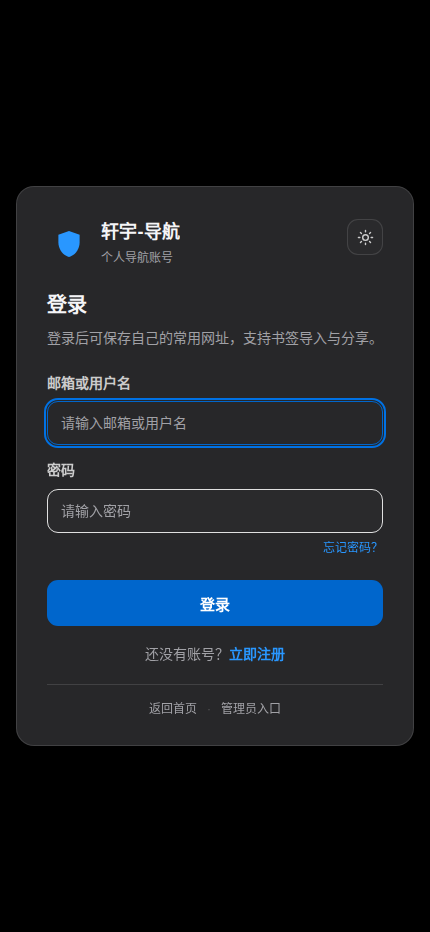 轩宇-导航
个人导航账号
登录
登录后可保存自己的常用网址，支持书签导入与分享。
邮箱或用户名
请输入邮箱或用户名
密码
请输入密码
忘记密码？
登录
还没有账号？立即注册
返回首页 · 管理员入口